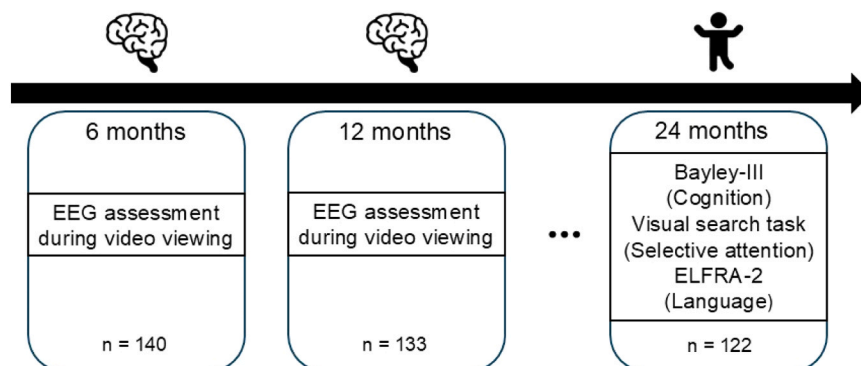 6 months
EEG assessment
during video viewing
n = 140
12 months
EEG assessment
during video viewing
n = 133
...
24 months
Bayley-III
(Cognition)
Visual search task
(Selective attention)
ELFRA-2
(Language)
n = 122